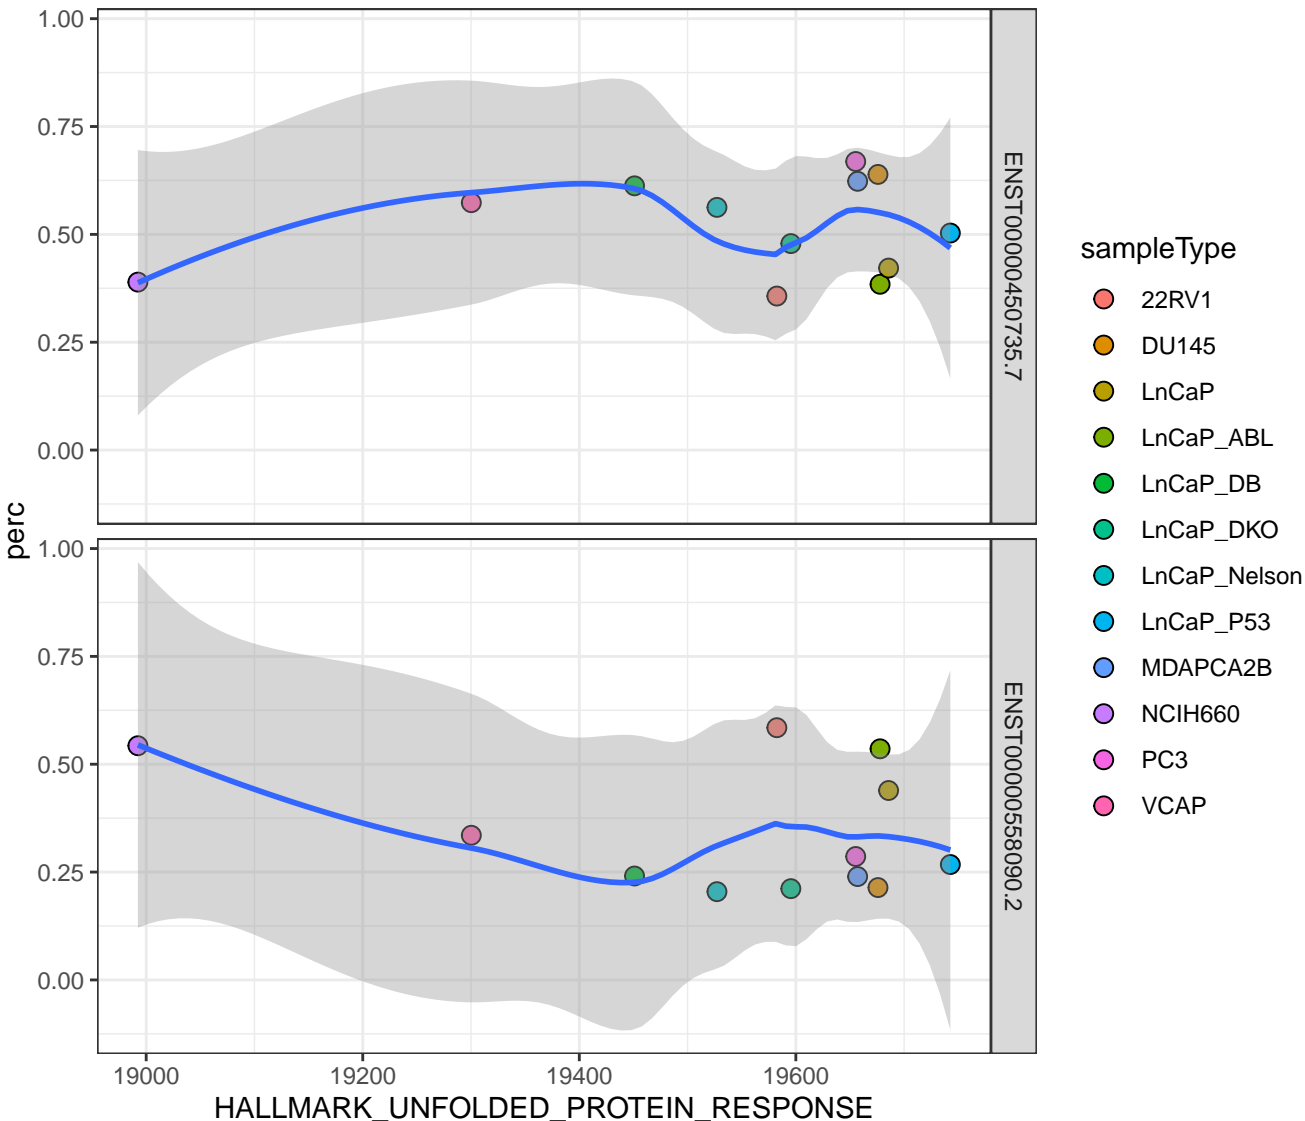 1.00
0.75
0.50
0.25
0.00
ENST00000450735.7
perc
1.00
0.75
0.50
0.25
0.00
ENST00000558090.2
19000
19200
19400
19600
HALLMARK_UNFOLDED_PROTEIN_RESPONSE
sampleType
22RV1
DU145
LnCaP
LnCaP_ABL
LnCaP_DB
LnCaP_DKO
LnCaP_Nelson
LnCaP_P53
MDAPCA2B
NCIH660
PC3
VCAP